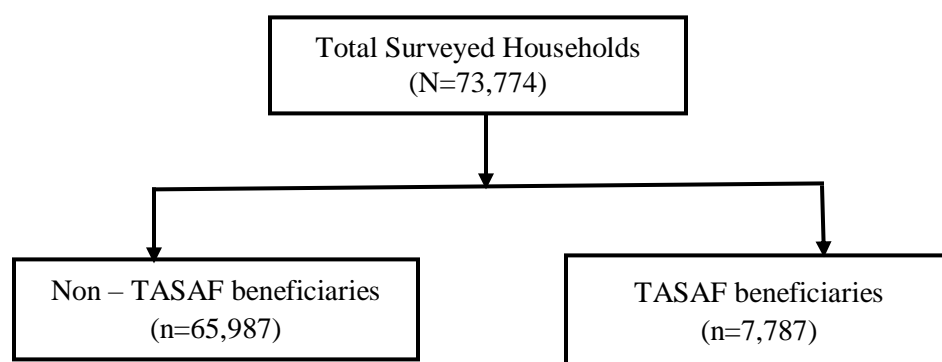 Total Surveyed Households
(N=73,774)
Non – TASAF beneficiaries
(n=65,987)
TASAF beneficiaries
(n=7,787)